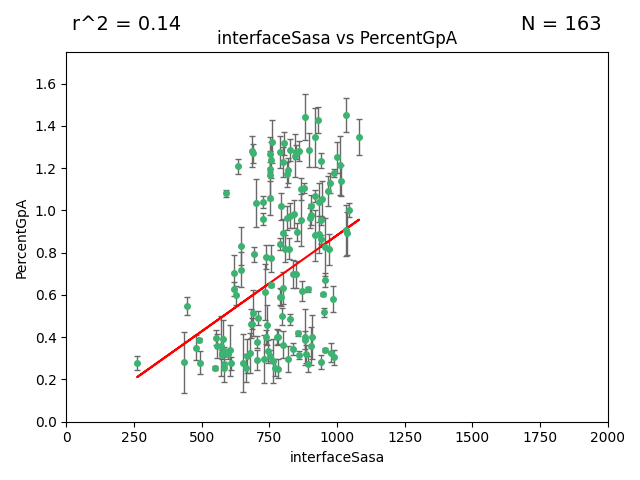 r^2 = 0.14
N = 163
interfaceSasa vs PercentGpA
PercentGpA
1.6
1.4
1.2
1.0
0.8
0.6
0.4
0.2
0.0
0 250 500 750 1000 1250 1500 1750 2000
interfaceSasa